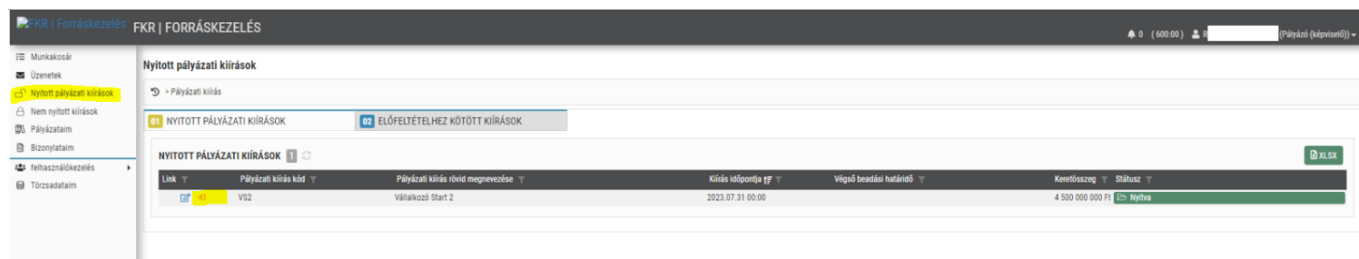 FKR | Forráskezelés FKR | FORRÁSKEZELÉS
0 (600:00) R (Pályázó (képviselő))
Munkakosár
Üzenetek
Nyitott pályázati kiírások
Nem nyitott kiírások
Pályázataim
Bizonylataim
felhasználókezelés
Törzsadataim
Nyitott pályázati kiírások
> Pályázati kiírás
01 NYITOTT PÁLYÁZATI KIÍRÁSOK 02 ELŐFELTÉTELHEZ KÖTÖTT KIÍRÁSOK
NYITOTT PÁLYÁZATI KIÍRÁSOK 1 XLSX
Link Pályázati kiírás kód Pályázati kiírás rövid megnevezése Kiírás időpontja Végső beadási határidő Keretösszeg Státusz
VS2 Vállalkozó Start 2 2023.07.31 00:00 4 500 000 000 Ft Nyitva